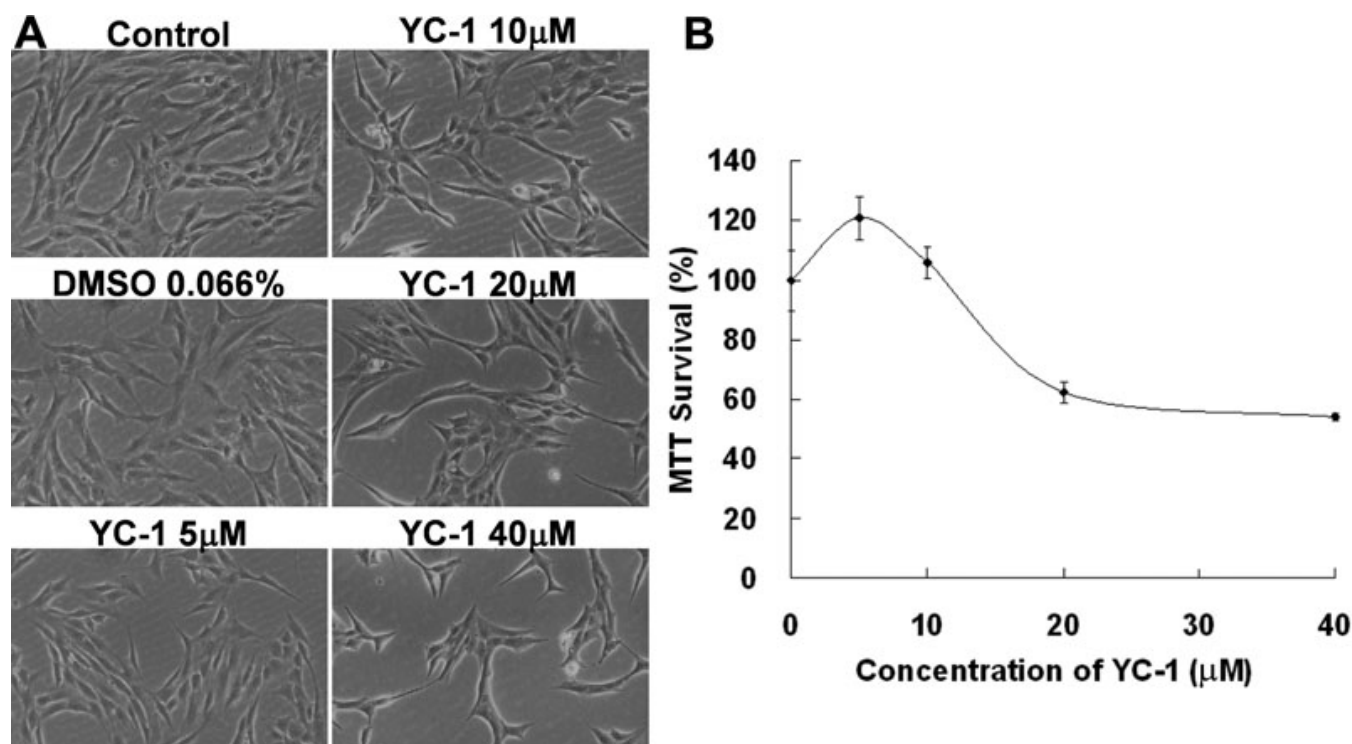 A
Control
YC-1 10μM
DMSO 0.066%
YC-1 20μM
YC-1 5μM
YC-1 40μM
B
MTT Survival (%)
140
120
100
80
60
40
20
0
0 10 20 30 40
Concentration of YC-1 (μM)